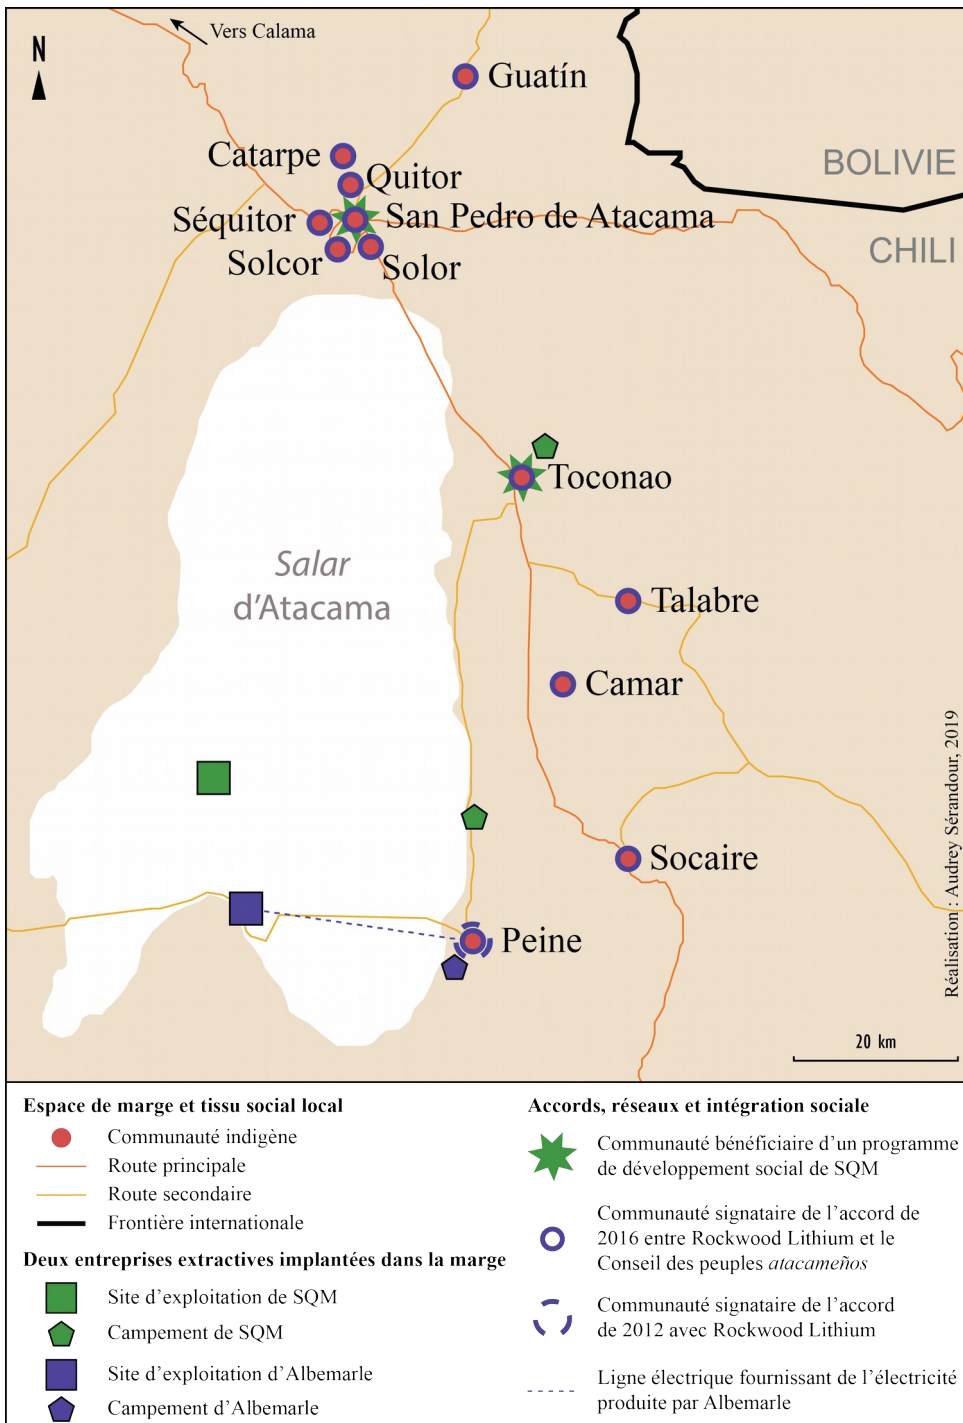 Vers Calama
N
Guatín
Catarpe
BOLIVIE
Quitor
Séquitor
San Pedro de Atacama
CHILI
Solcor
Solor
Toconao
Salar
d’Atacama
Talabre
Camar
Socaire
Peine
Réalisation : Audrey Sérandour, 2019
20 km
Espace de marge et tissu social local
Communauté indigène
Route principale
Route secondaire
Frontière internationale
Deux entreprises extractives implantées dans la marge
Site d’exploitation de SQM
Campement de SQM
Site d’exploitation d’Albemarle
Campement d’Albemarle
Accords, réseaux et intégration sociale
Communauté bénéficiaire d’un programme
de développement social de SQM
Communauté signataire de l’accord de
2016 entre Rockwood Lithium et le
Conseil des peuples atacameños
Communauté signataire de l’accord
de 2012 avec Rockwood Lithium
Ligne électrique fournissant de l’électricité
produite par Albemarle